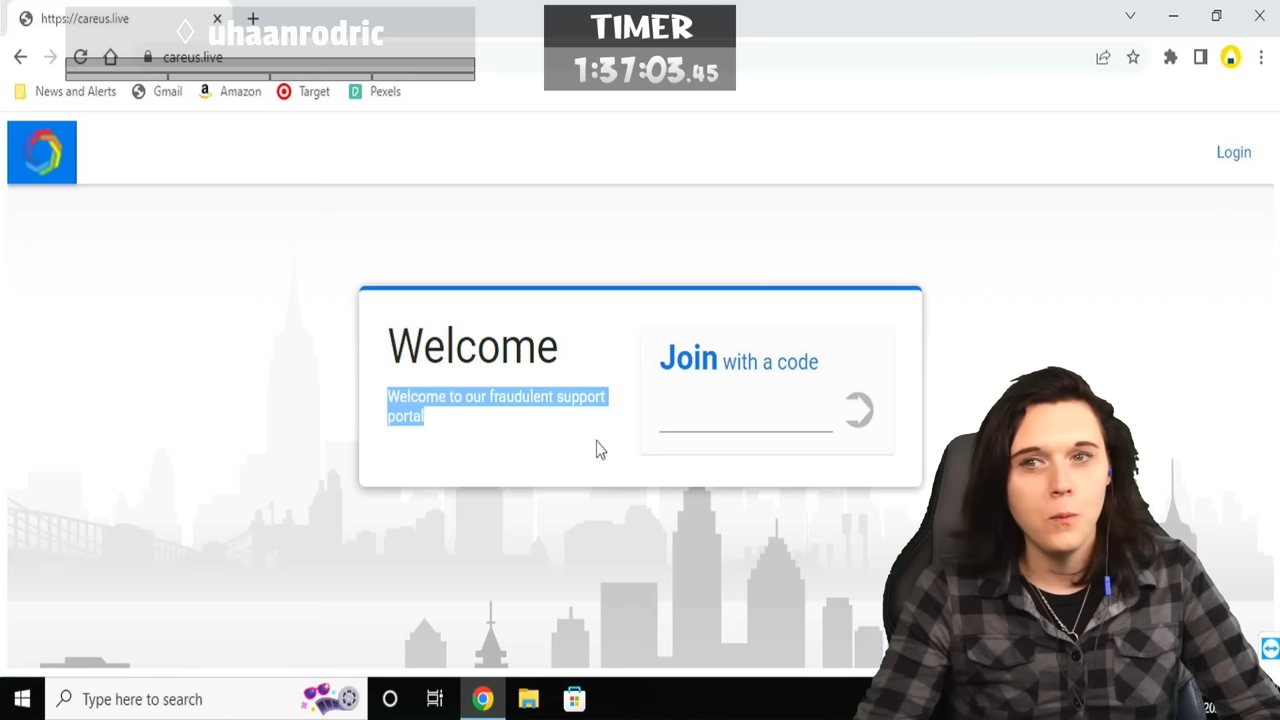 https://careus.live
uhaanrodric
TIMER
1:37:03.45
careus.live
News and Alerts
Gmail
Amazon
Target
Pexels
Login
Welcome
Welcome to our fraudulent support
portal
Join with a code
Type here to search